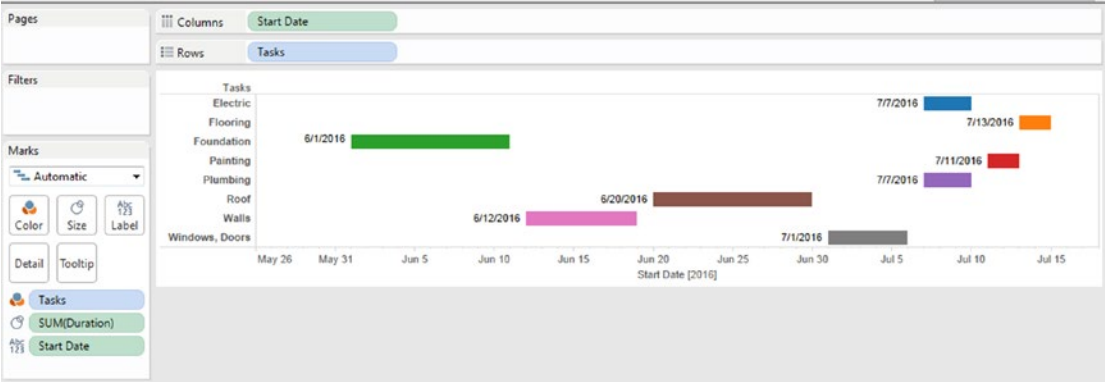 Pages
Columns Start Date
Rows Tasks
Filters
Marks
Automatic
Color Size Abc 123 Label
Detail Tooltip
Tasks
SUM(Duration)
Abc 123 Start Date
Tasks
Electric 7/7/2016
Flooring 7/13/2016
Foundation 6/1/2016
Painting 7/11/2016
Plumbing 7/7/2016
Roof 6/20/2016
Walls 6/12/2016
Windows, Doors 7/1/2016
May 26 May 31 Jun 5 Jun 10 Jun 15 Jun 20 Jun 25 Jun 30 Jul 5 Jul 10 Jul 15
Start Date [2016]